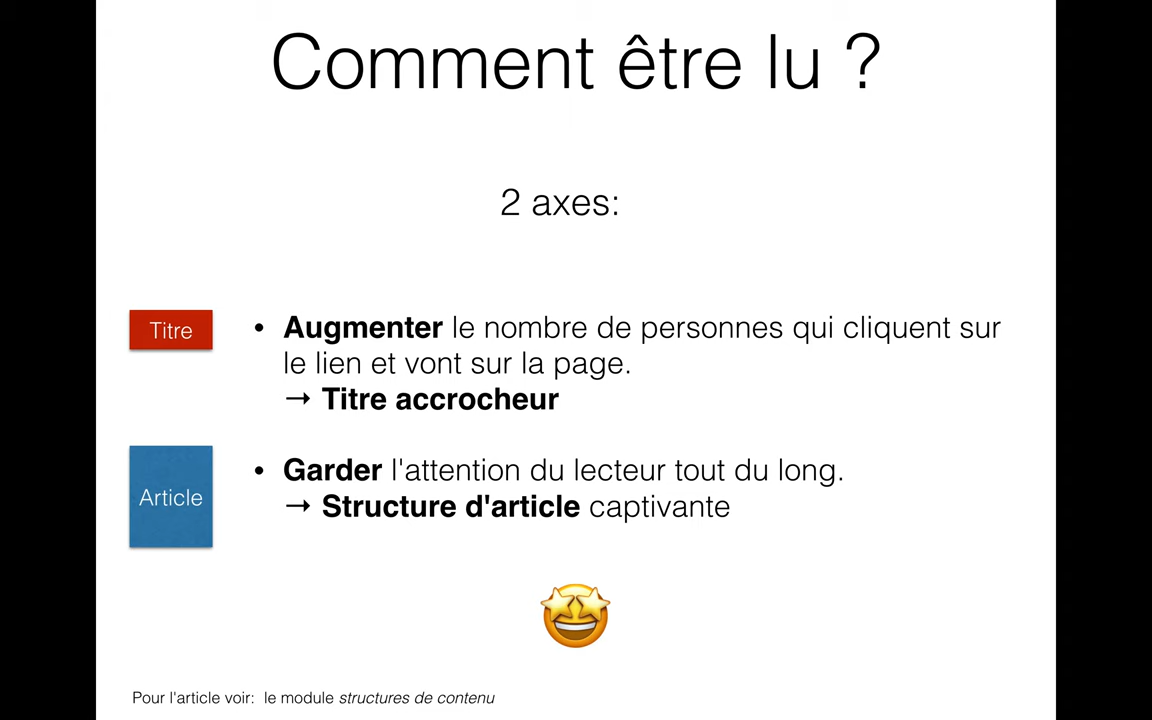 Comment être lu ?
2 axes:
Titre
• Augmenter le nombre de personnes qui cliquent sur
le lien et vont sur la page.
→ Titre accrocheur
Article
• Garder l'attention du lecteur tout du long.
→ Structure d'article captivante
Pour l'article voir: le module structures de contenu